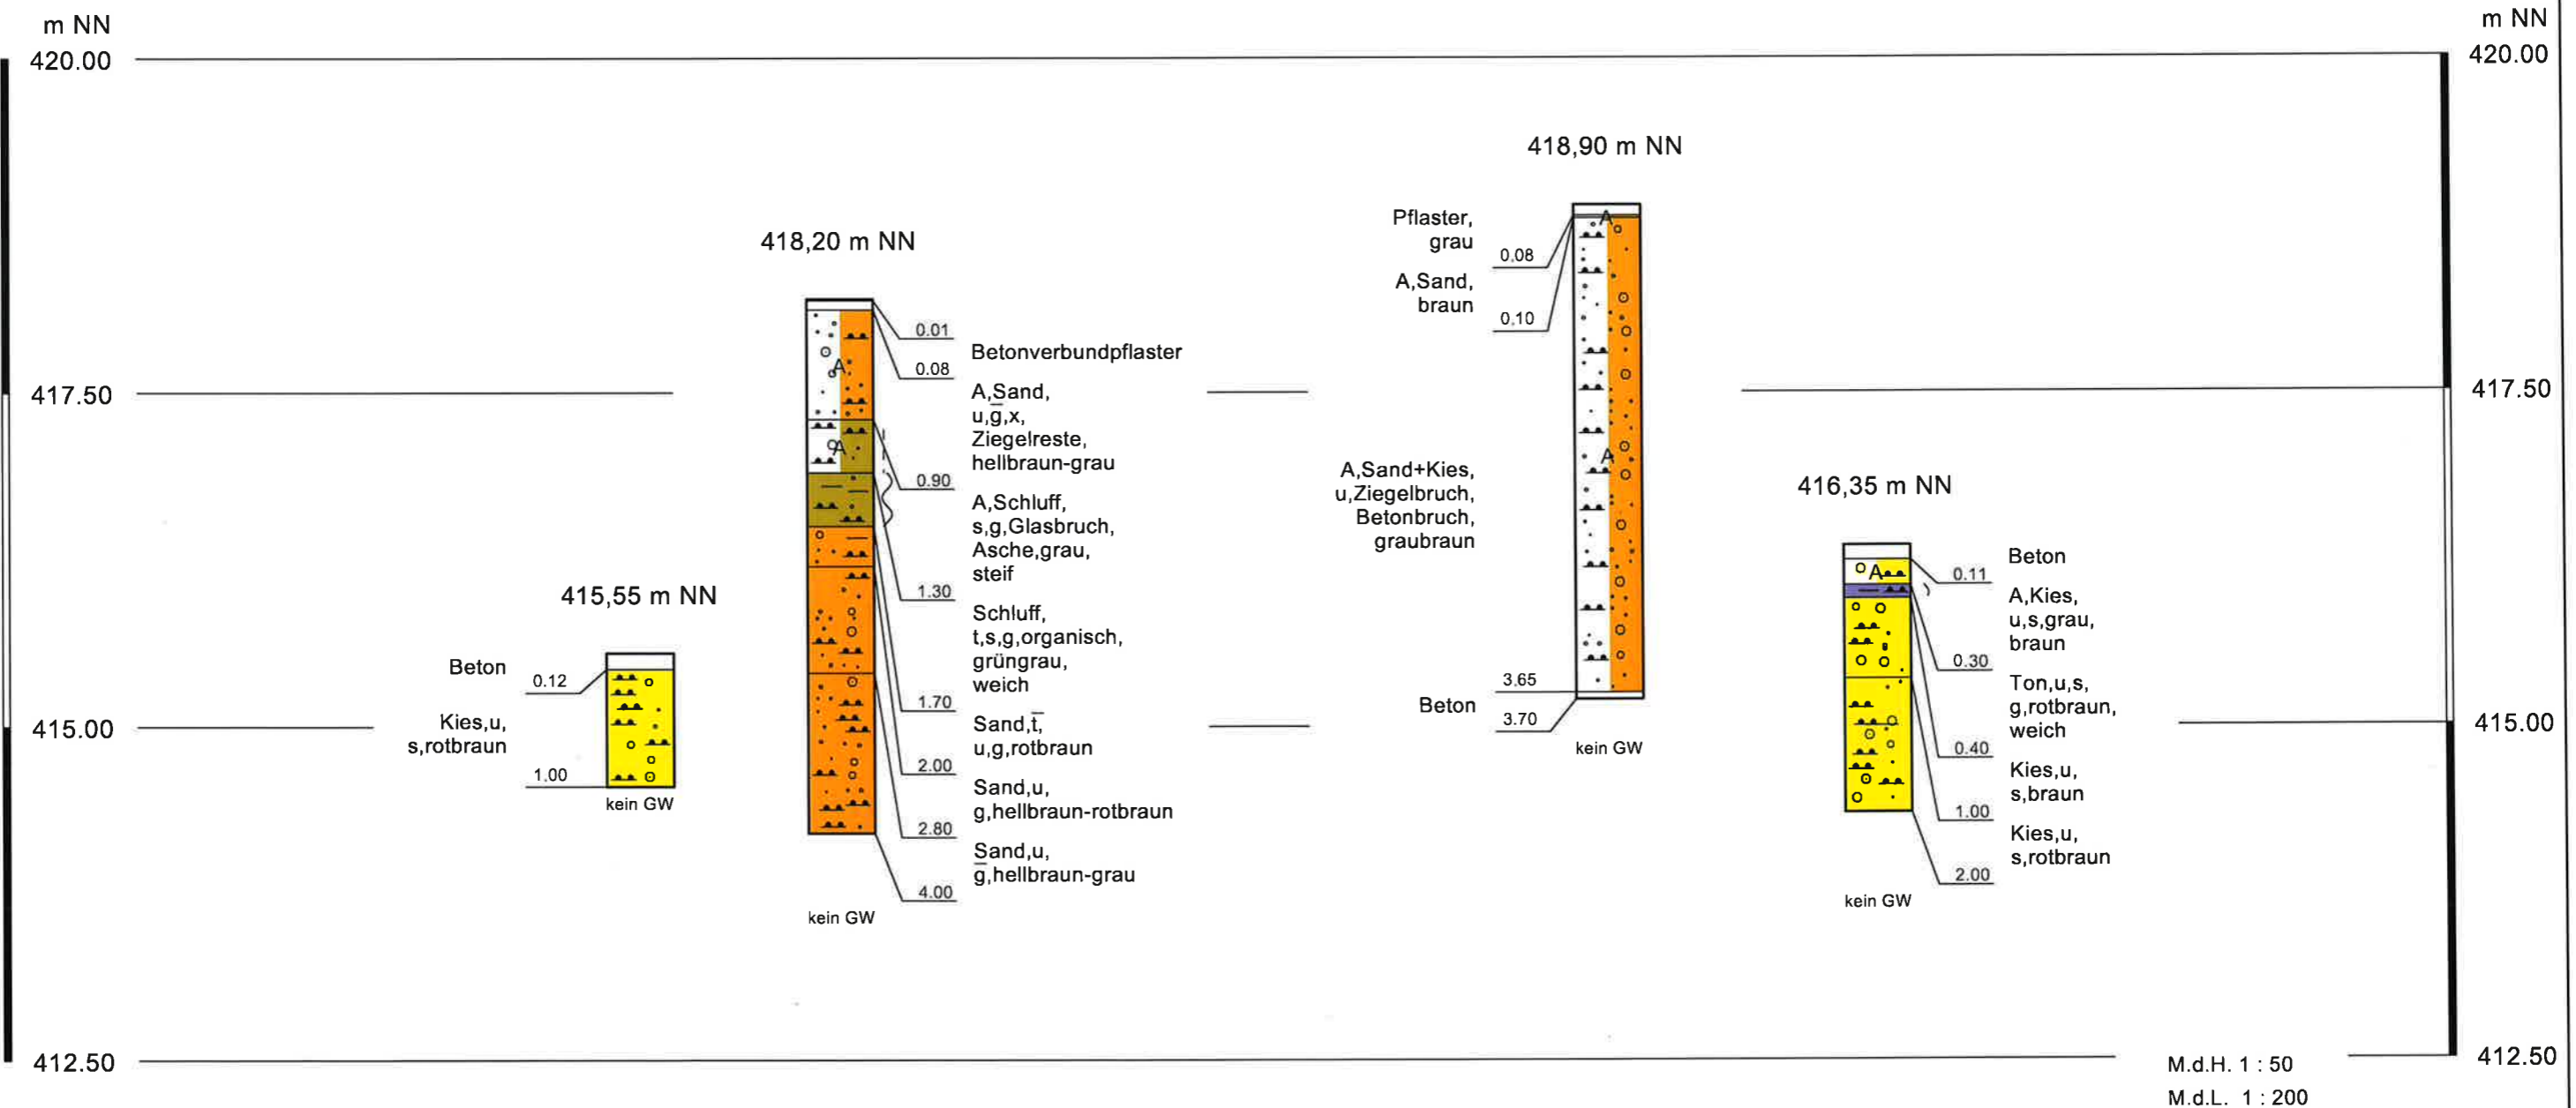 m NN
420.00
417.50
415.00
412.50
415,55 m NN
Beton
0.12
Kies,u,
s,rotbraun
1.00
kein GW
418,20 m NN
0.01
Betonverbundpflaster
0.08
A,Sand,
u,g̅,x,
Ziegelreste,
hellbraun-grau
0.90
A,Schluff,
s,g,Glasbruch,
Asche,grau,
steif
1.30
Schluff,
t,s,g,organisch,
grüngrau,
weich
1.70
Sand,t̅,
u,g,rotbraun
2.00
Sand,u,
g,hellbraun-rotbraun
2.80
Sand,u,
g̅,hellbraun-grau
4.00
A
A
kein GW
418,90 m NN
Pflaster,
grau
0,08
A,Sand,
braun
0,10
A,Sand+Kies,
u,Ziegelbruch,
Betonbruch,
graubraun
3,65
Beton
3.70
A
A
kein GW
416,35 m NN
Beton
0.11
A,Kies,
u,s,grau,
braun
0.30
Ton,u,s,
g,rotbraun,
weich
0.40
Kies,u,
s,braun
1.00
Kies,u,
s,rotbraun
2.00
A
kein GW
m NN
420.00
417.50
415.00
412.50
M.d.H. 1 : 50
M.d.L. 1 : 200